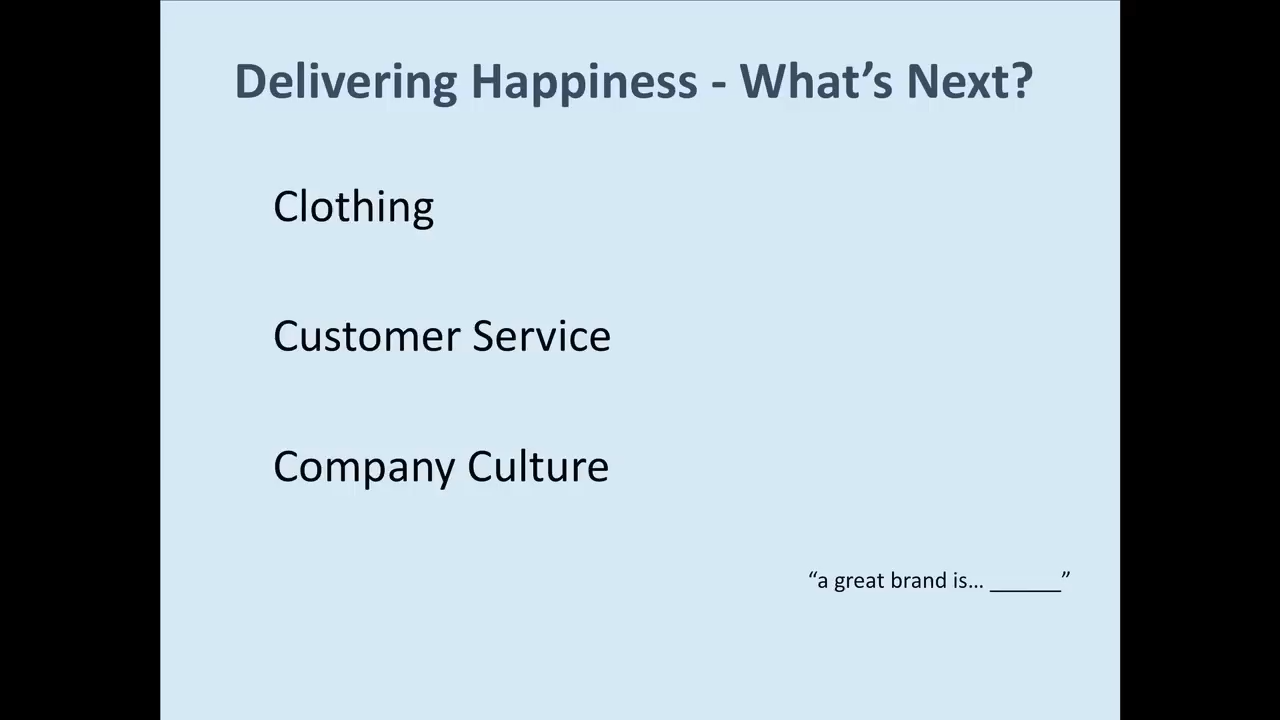 Delivering Happiness - What’s Next?
Clothing
Customer Service
Company Culture
“a great brand is... ______”